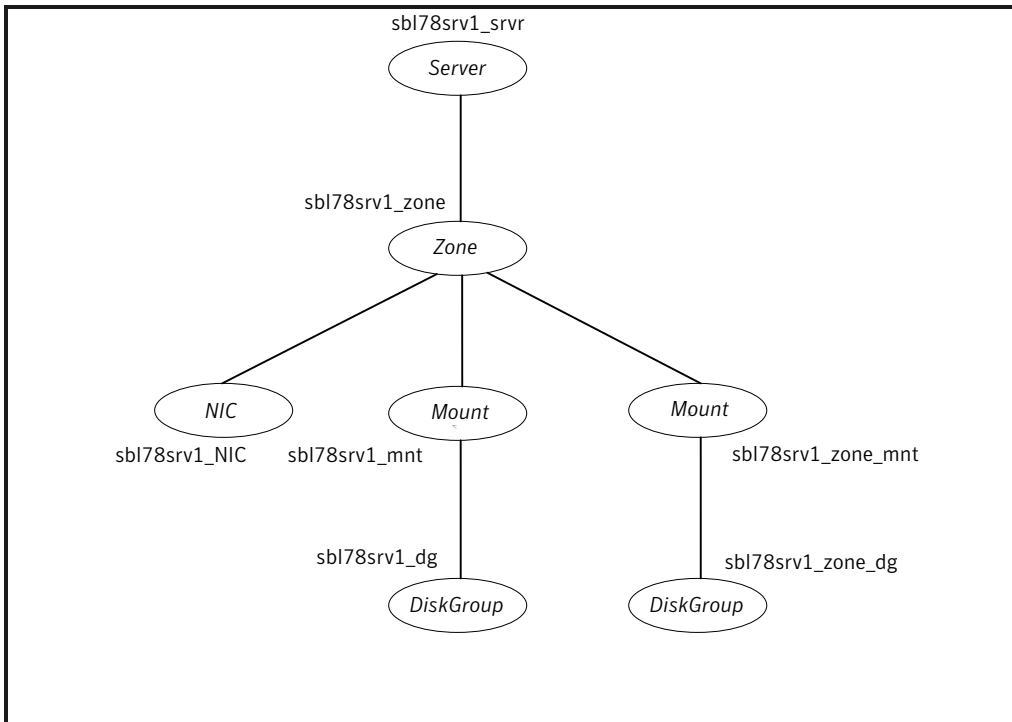 sbl78srv1_srvr
Server
sbl78srv1_zone
Zone
NIC
Mount
Mount
sbl78srv1_NIC
sbl78srv1_mnt
sbl78srv1_zone_mnt
sbl78srv1_dg
sbl78srv1_zone_dg
DiskGroup
DiskGroup